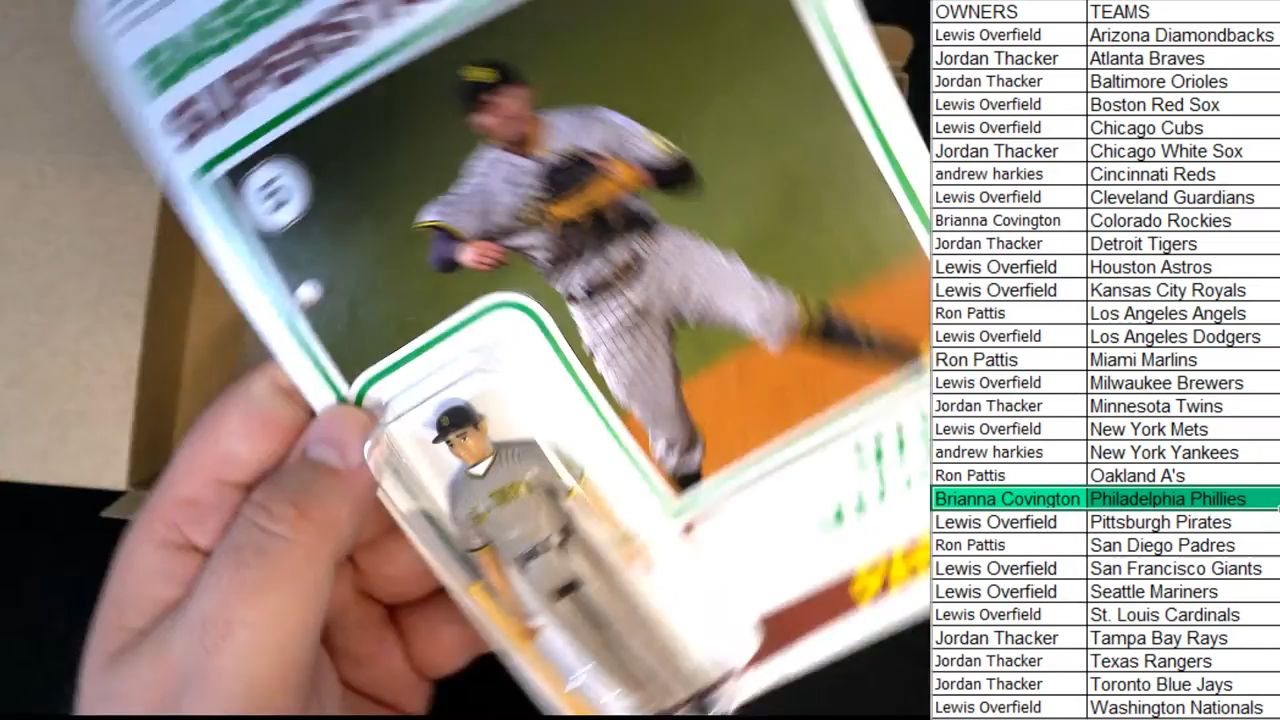 BASEBALL
SUPERSTARS
OWNERS TEAMS
Lewis Overfield Arizona Diamondbacks
Jordan Thacker Atlanta Braves
Jordan Thacker Baltimore Orioles
Lewis Overfield Boston Red Sox
Lewis Overfield Chicago Cubs
Jordan Thacker Chicago White Sox
andrew harkies Cincinnati Reds
Lewis Overfield Cleveland Guardians
Brianna Covington Colorado Rockies
Jordan Thacker Detroit Tigers
Lewis Overfield Houston Astros
Lewis Overfield Kansas City Royals
Ron Pattis Los Angeles Angels
Lewis Overfield Los Angeles Dodgers
Ron Pattis Miami Marlins
Lewis Overfield Milwaukee Brewers
Jordan Thacker Minnesota Twins
Lewis Overfield New York Mets
andrew harkies New York Yankees
Ron Pattis Oakland A's
Brianna Covington Philadelphia Phillies
Lewis Overfield Pittsburgh Pirates
Ron Pattis San Diego Padres
Lewis Overfield San Francisco Giants
Lewis Overfield Seattle Mariners
Lewis Overfield St. Louis Cardinals
Jordan Thacker Tampa Bay Rays
Jordan Thacker Texas Rangers
Jordan Thacker Toronto Blue Jays
Lewis Overfield Washington Nationals